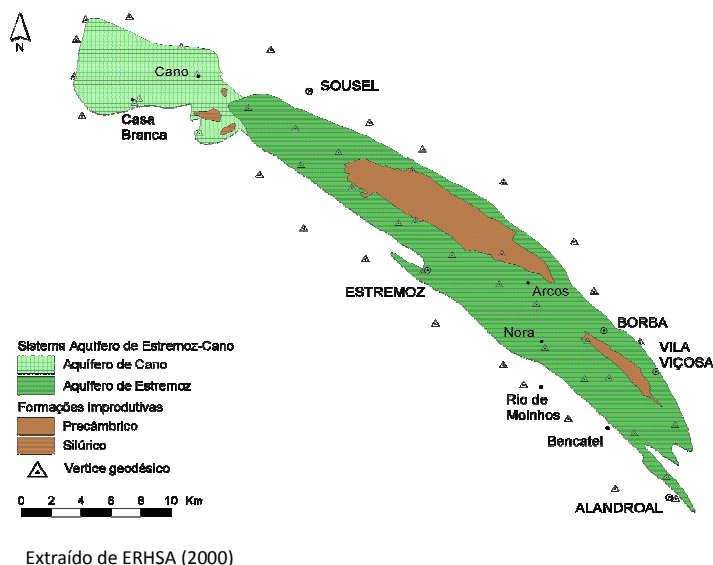 N
Cano
SOUSEL
Casa
Branca
ESTREMOZ
Arcos
BORBA
Nora
VILA
VIÇOSA
Rio de
Moinhos
Bencatel
ALANDROAL
Sistema Aquífero de Estremoz-Cano
Aquífero de Cano
Aquífero de Estremoz
Formações improdutivas
Precâmbrico
Silúrico
Vertice geodésico
0 2 4 6 8 10 Km
Extraído de ERHSA (2000)